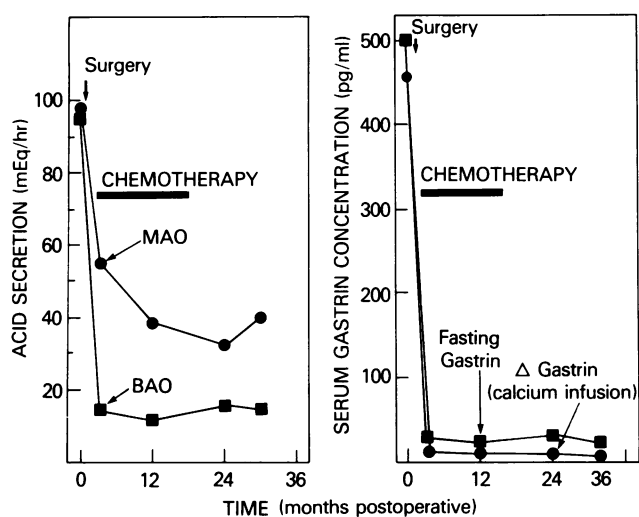 ACID SECRETION (mEq/hr)
100
80
60
40
20
Surgery
CHEMOTHERAPY
MAO
BAO
0
12
24
36
SERUM GASTRIN CONCENTRATION (pg/ml)
500
400
300
200
100
Surgery
CHEMOTHERAPY
Fasting
Gastrin
△ Gastrin
(calcium infusion)
0
12
24
36
TIME (months postoperative)